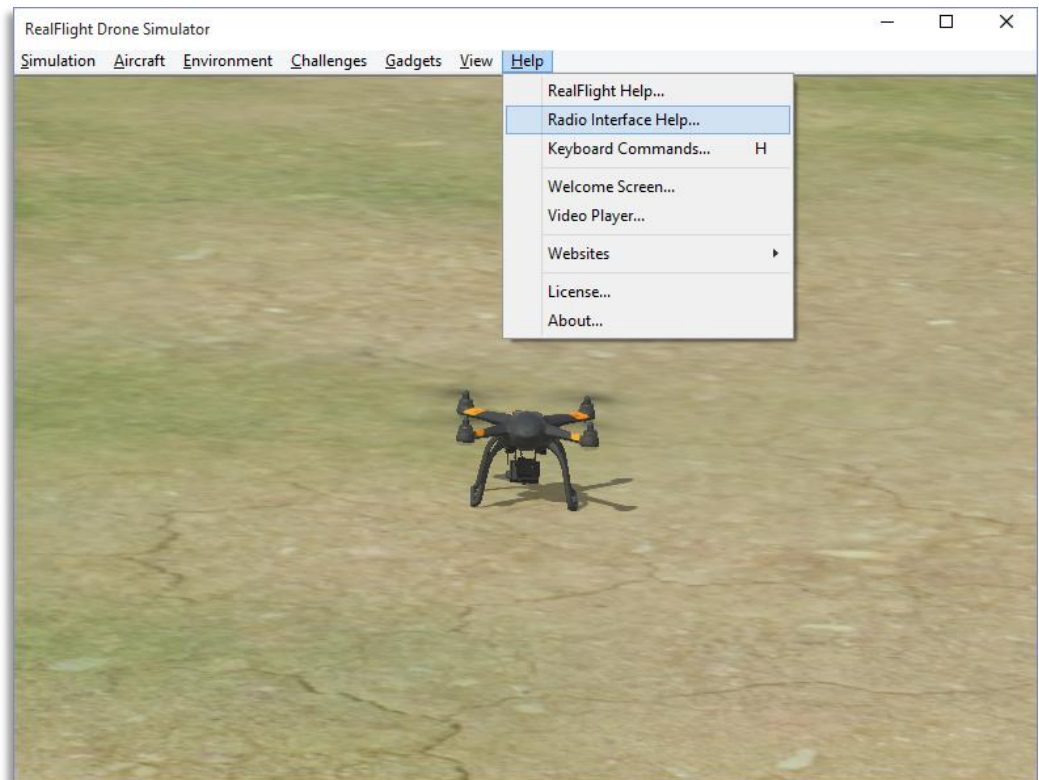 RealFlight Drone Simulator
Simulation Aircraft Environment Challenges Gadgets View Help
RealFlight Help...
Radio Interface Help...
Keyboard Commands... H
Welcome Screen...
Video Player...
Websites
License...
About...